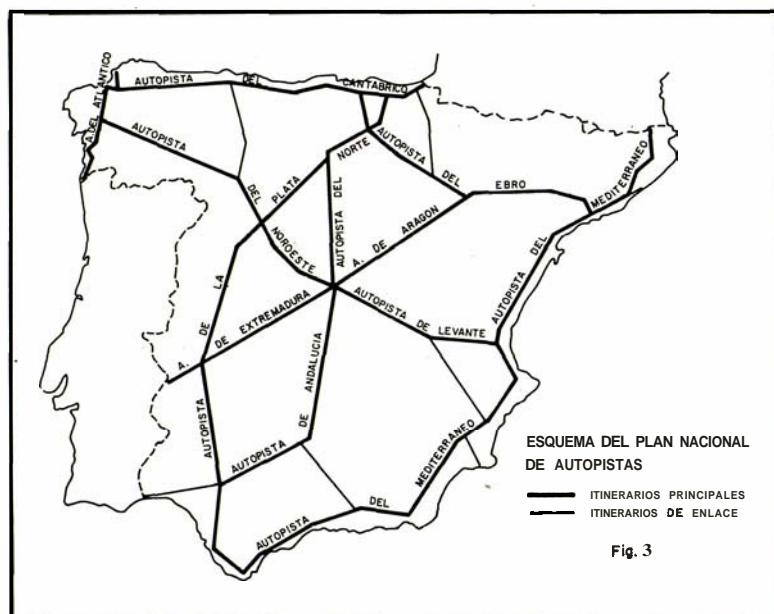 AUTOPISTA DEL CANTABRICO
A. DEL ATLANTICO
AUTOPISTA DEL NOROESTE
AUTOPISTA DE LA PLATA
AUTOPISTA DEL NORTE
AUTOPISTA DEL EBRO
A. DE ARAGON
AUTOPISTA DEL MEDITERRANEO
A. DE EXTREMADURA
AUTOPISTA DE LEVANTE
AUTOPISTA DE ANDALUCIA
AUTOPISTA DEL MEDITERRANEO
ESQUEMA DEL PLAN NACIONAL
DE AUTOPISTAS
ITINERARIOS PRINCIPALES
ITINERARIOS DE ENLACE
Fig. 3